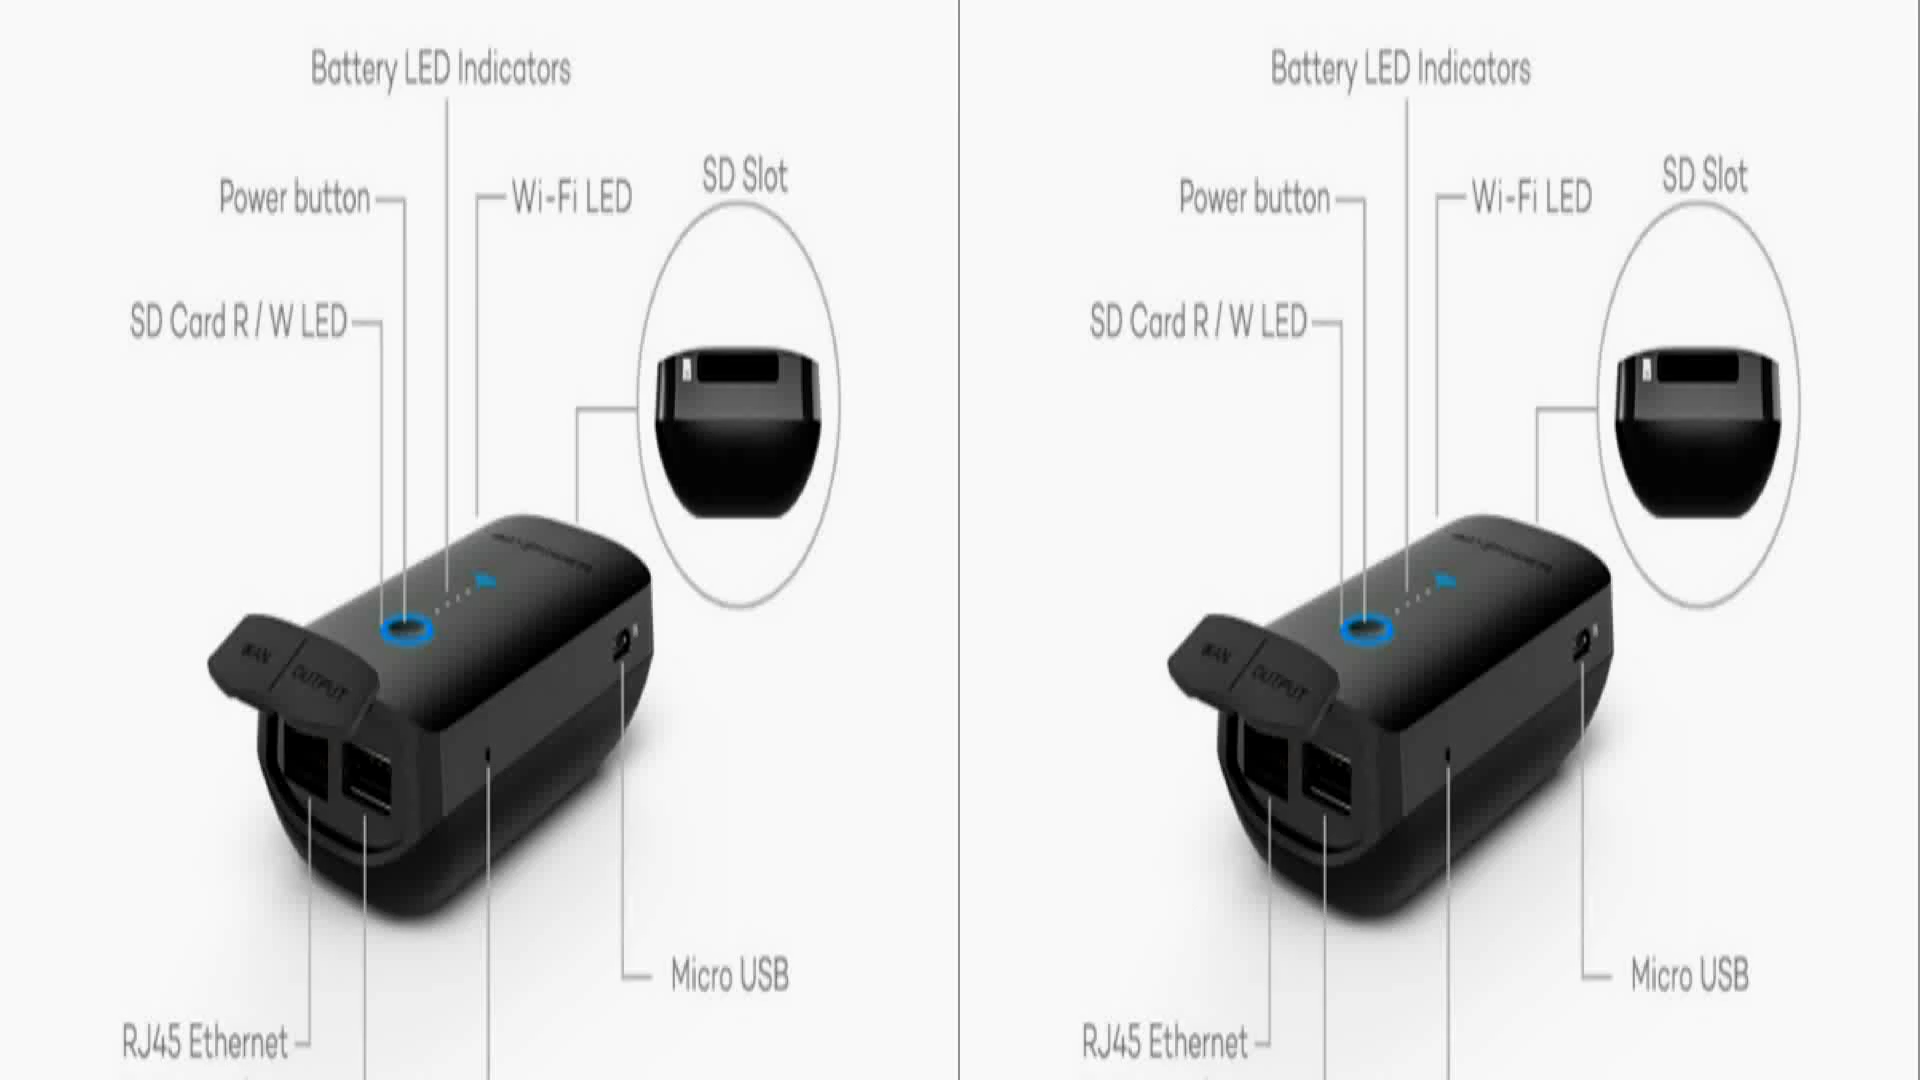 Battery LED Indicators
Power button
Wi-Fi LED
SD Slot
SD Card R / W LED
WAN
OUTPUT
Micro USB
RJ45 Ethernet
Battery LED Indicators
Power button
Wi-Fi LED
SD Slot
SD Card R / W LED
WAN
OUTPUT
Micro USB
RJ45 Ethernet